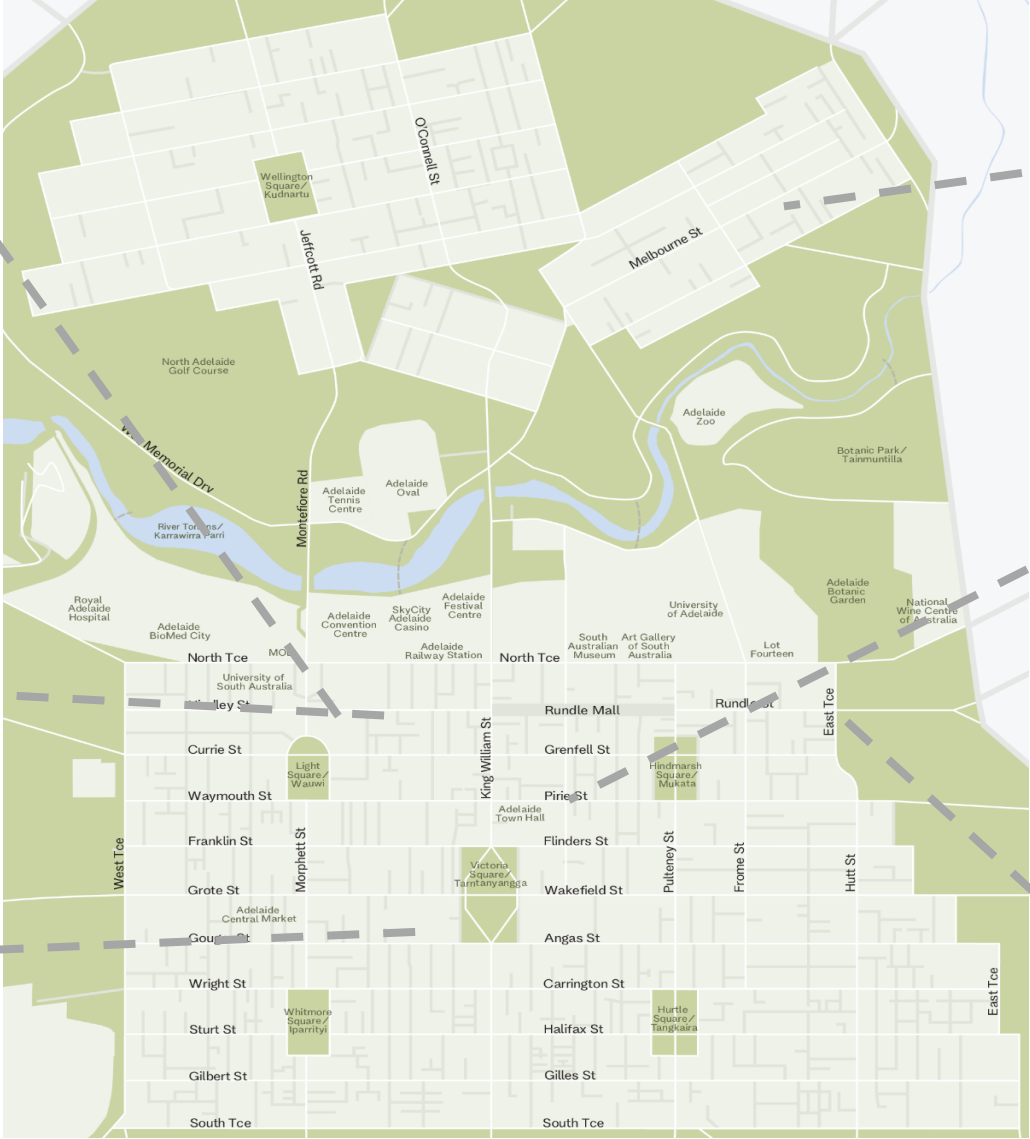 O'Connell St
Wellington
Square/
Kudnartu
Jeffcott Rd
Melbourne St
North Adelaide
Golf Course
Adelaide
Zoo
Botanic Park/
Tainmuntilla
Memorial Drv
Montefiore Rd
Adelaide
Tennis
Centre
Adelaide
Oval
River Torrens/
Karrawirra Parri
Royal
Adelaide
Hospital
Adelaide
BioMed City
Adelaide
Convention
Centre
SkyCity
Adelaide
Casino
Adelaide
Festival
Centre
University
of Adelaide
Adelaide
Botanic
Garden
National
Wine Centre
of Australia
Adelaide
Railway Station
South
Australian
Museum
Art Gallery
of South
Australia
Lot
Fourteen
North Tce
North Tce
University of
South Australia
Hindley St
Rundle Mall
Rundle St
East Tce
Currie St
King William St
Grenfell St
Light
Square/
Wauwi
Hindmarsh
Square/
Mukata
Waymouth St
Pirie St
Adelaide
Town Hall
Franklin St
Flinders St
West Tce
Morphett St
Pulteney St
Frome St
Hutt St
Victoria
Square/
Tarntanyangga
Grote St
Wakefield St
Adelaide
Central Market
Gouger St
Angas St
Wright St
Carrington St
East Tce
Whitmore
Square/
Iparrityi
Hurtle
Square/
Tangkaira
Sturt St
Halifax St
Gilbert St
Gilles St
South Tce
South Tce